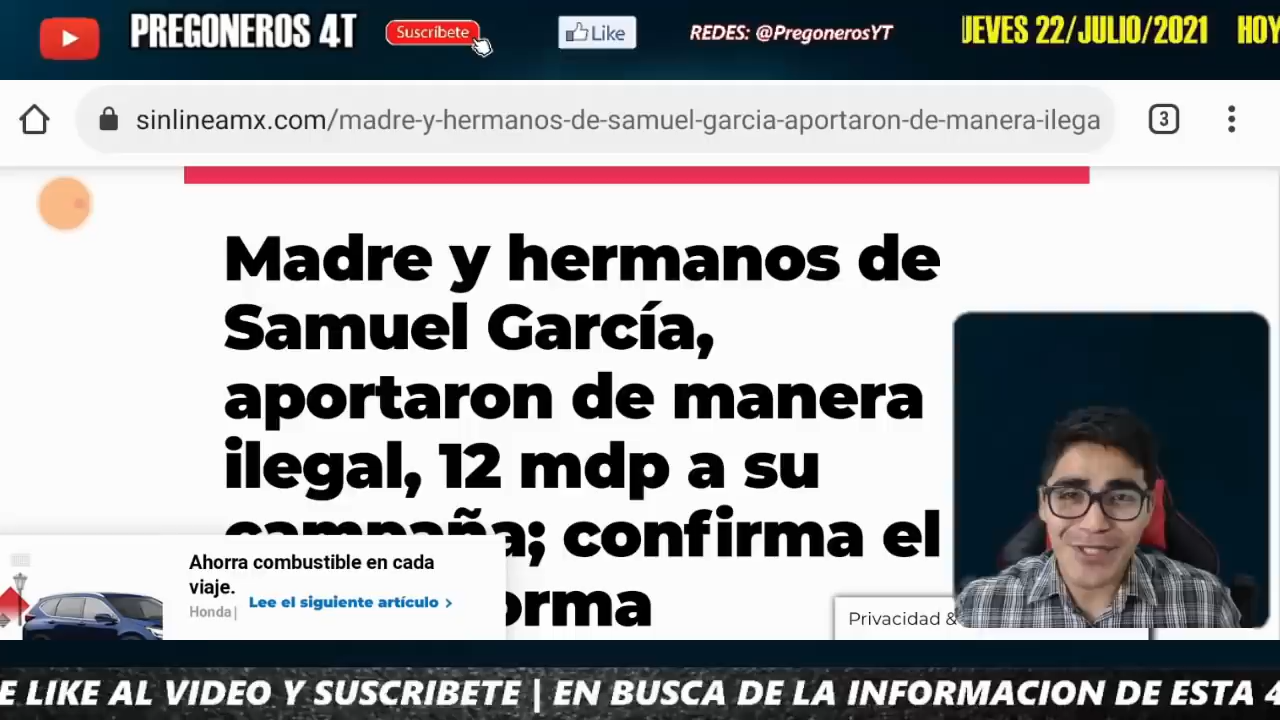 PREGONEROS 4T
Suscríbete
Like
REDES: @PregonerosYT
UEVES 22/JULIO/2021 HOY
sinlineamx.com/madre-y-hermanos-de-samuel-garcia-aportaron-de-manera-ilega
3
Madre y hermanos de
Samuel García,
aportaron de manera
ilegal, 12 mdp a su
campaña; confirma el
Ahorra combustible en cada
viaje.
Honda|
Lee el siguiente artículo >
Privacidad &
E LIKE AL VIDEO Y SUSCRIBETE | EN BUSCA DE LA INFORMACION DE ESTA 4